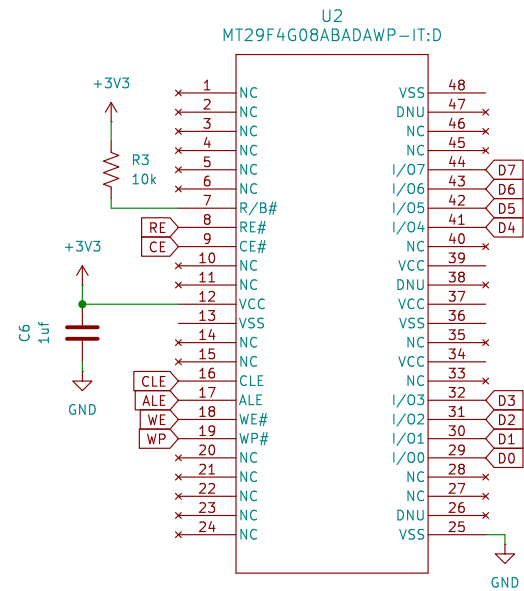 U2
MT29F4G08ABADAWP-IT:D
+3V3
R3
10k
+3V3
C6
1uf
GND
RE
CE
CLE
ALE
WE
WP
1 NC
2 NC
3 NC
4 NC
5 NC
6 NC
7 R/B#
8 RE#
9 CE#
10 NC
11 NC
12 VCC
13 VSS
14 NC
15 NC
16 CLE
17 ALE
18 WE#
19 WP#
20 NC
21 NC
22 NC
23 NC
24 NC
VSS 48
DNU 47
NC 46
NC 45
I/O7 44 D7
I/O6 43 D6
I/O5 42 D5
I/O4 41 D4
NC 40
VCC 39
DNU 38
VCC 37
VSS 36
NC 35
VCC 34
NC 33
I/O3 32 D3
I/O2 31 D2
I/O1 30 D1
I/O0 29 D0
NC 28
NC 27
DNU 26
VSS 25
GND